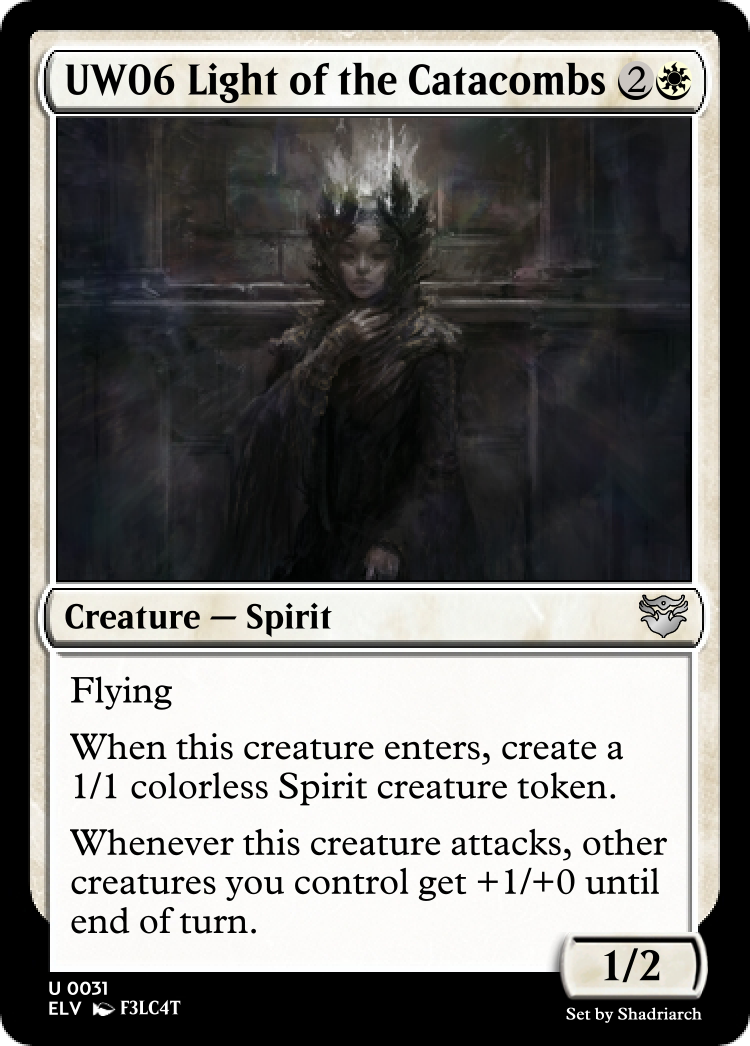 UW06 Light of the Catacombs 2
Creature — Spirit
Flying
When this creature enters, create a
1/1 colorless Spirit creature token.
Whenever this creature attacks, other
creatures you control get +1/+0 until
end of turn.
1/2
U 0031
ELV F3LC4T
Set by Shadriarch